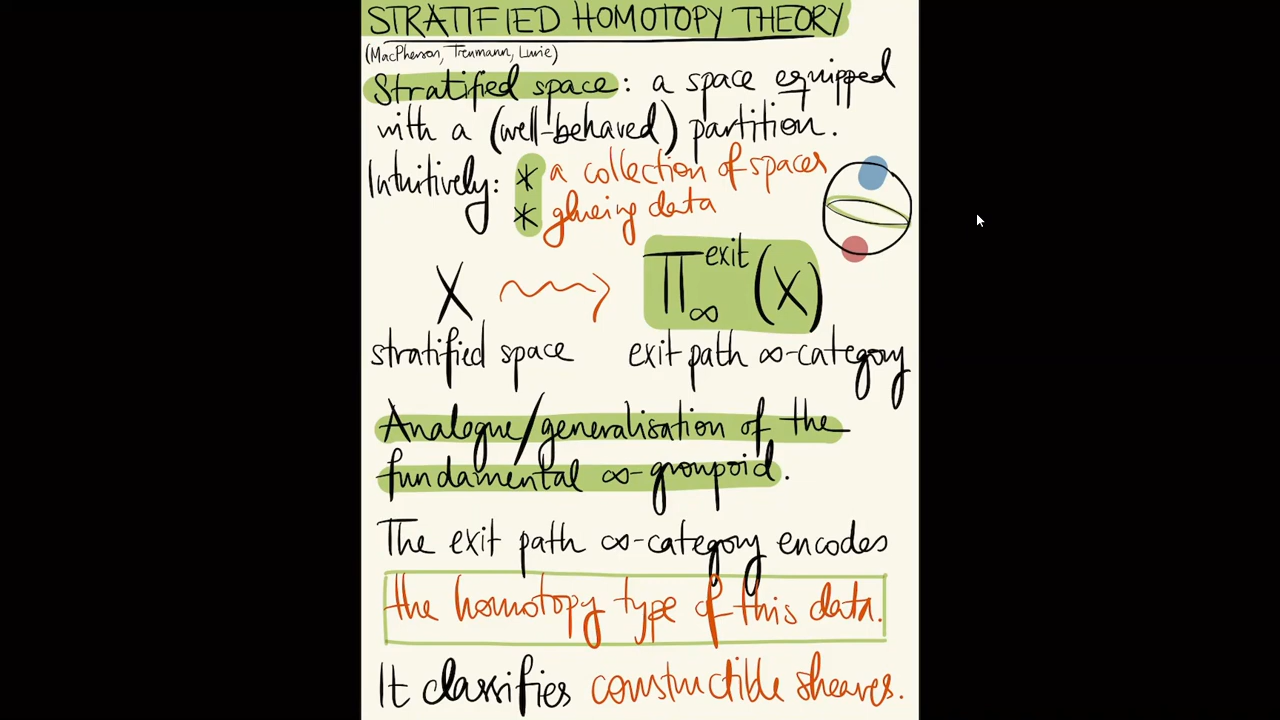 STRATIFIED HOMOTOPY THEORY
(MacPherson, Treumann, Lurie)
Stratified space: a space equipped
with a (well-behaved) partition.
Intuitively: * a collection of spaces
* glueing data
X Π∞^exit (X)
stratified space exit path ∞-category
Analogue/generalisation of the
fundamental ∞-groupoid.
The exit path ∞-category encodes
the homotopy type of this data.
It classifies constructible sheaves.